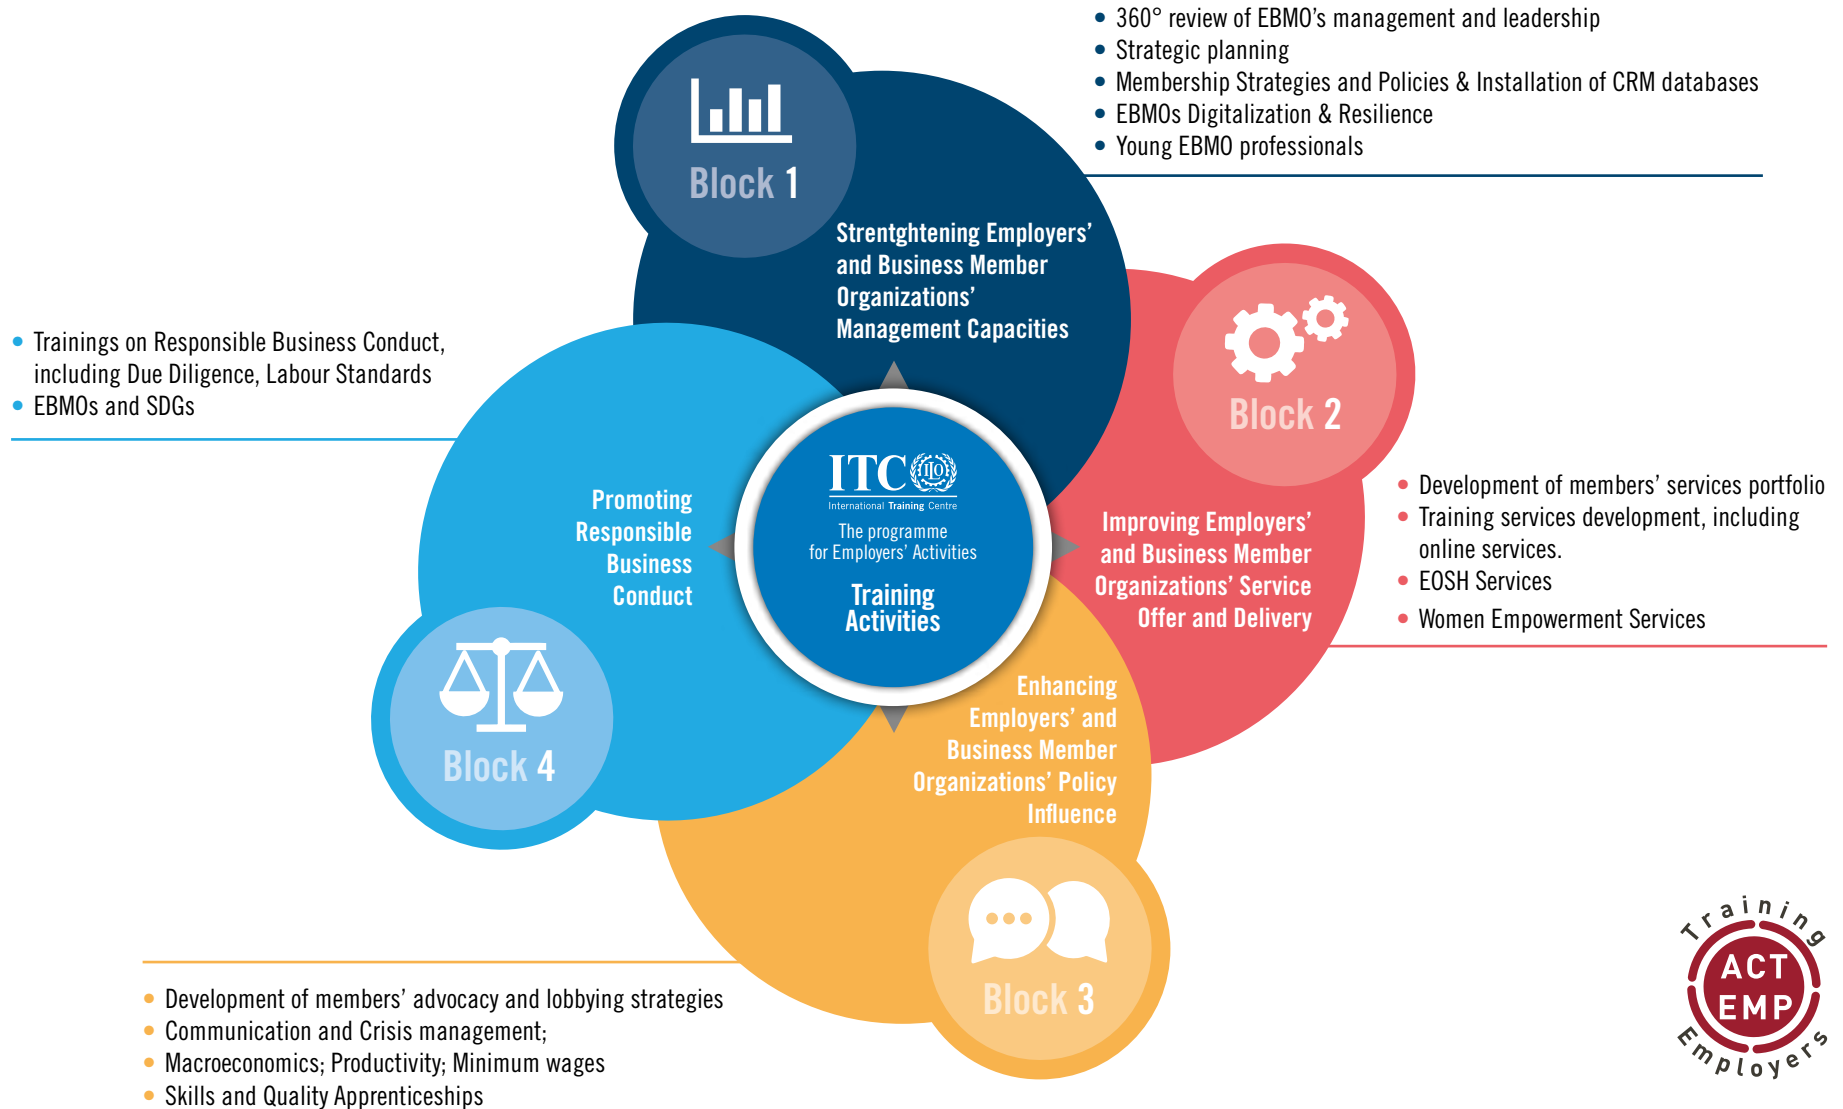 • 360° review of EBMO’s management and leadership
• Strategic planning
• Membership Strategies and Policies & Installation of CRM databases
• EBMOs Digitalization & Resilience
• Young EBMO professionals
Block 1
Strentghtening Employers’
and Business Member
Organizations’
Management Capacities
Block 2
Improving Employers’
and Business Member
Organizations’ Service
Offer and Delivery
• Development of members’ services portfolio
• Training services development, including
online services.
• EOSH Services
• Women Empowerment Services
• Trainings on Responsible Business Conduct,
including Due Diligence, Labour Standards
• EBMOs and SDGs
Promoting
Responsible
Business
Conduct
Block 4
ITC ILO
International Training Centre
The programme
for Employers’ Activities
Training
Activities
Enhancing
Employers’ and
Business Member
Organizations’ Policy
Influence
Block 3
• Development of members’ advocacy and lobbying strategies
• Communication and Crisis management;
• Macroeconomics; Productivity; Minimum wages
• Skills and Quality Apprenticeships
Training
ACT
EMP
Employers